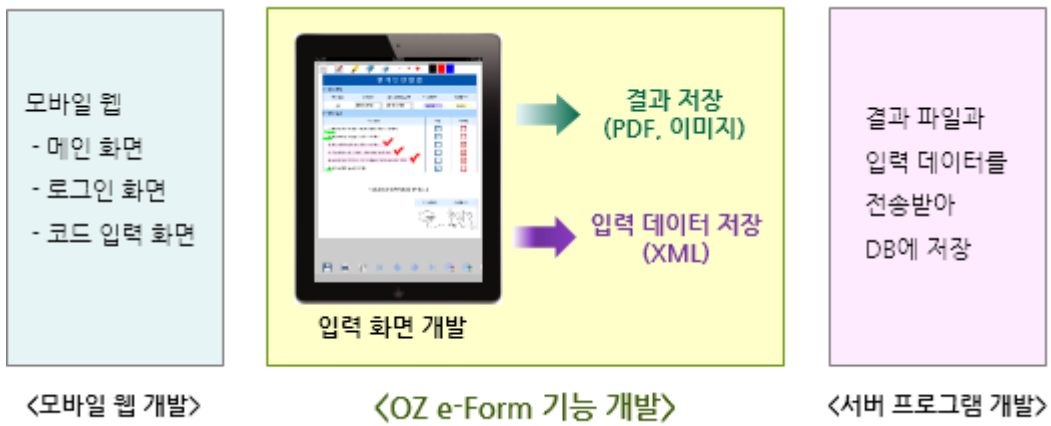 모바일 웹
- 메인 화면
- 로그인 화면
- 코드 입력 화면
<모바일 웹 개발>
결과 저장
(PDF, 이미지)
입력 데이터 저장
(XML)
입력 화면 개발
<OZ e-Form 기능 개발>
결과 파일과
입력 데이터를
전송받아
DB에 저장
<서버 프로그램 개발>